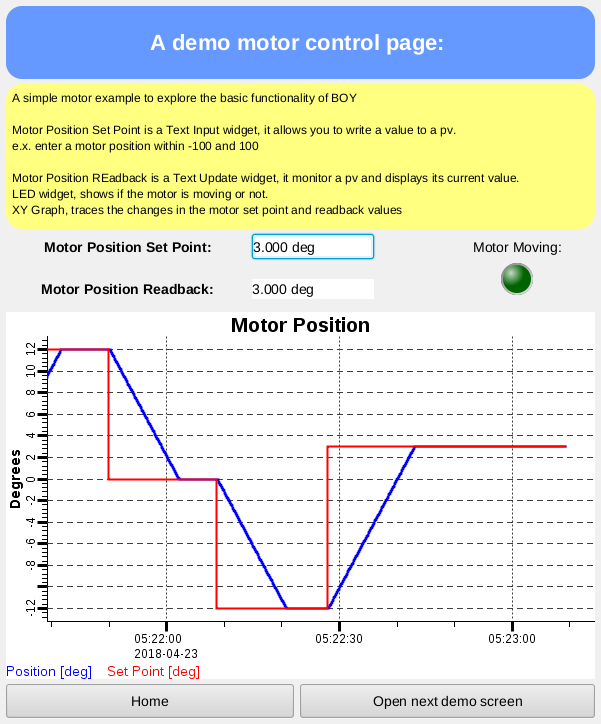 A demo motor control page:
A simple motor example to explore the basic functionality of BOY
Motor Position Set Point is a Text Input widget, it allows you to write a value to a pv.
e.x. enter a motor position within -100 and 100
Motor Position REadback is a Text Update widget, it monitor a pv and displays its current value.
LED widget, shows if the motor is moving or not.
XY Graph, traces the changes in the motor set point and readback values
Motor Position Set Point: 3.000 deg Motor Moving:
Motor Position Readback: 3.000 deg
Motor Position
Degrees
12
10
8
6
4
2
0
-2
-4
-6
-8
-12
05:22:00 05:22:30 05:23:00
2018-04-23
Position [deg] Set Point [deg]
Home Open next demo screen